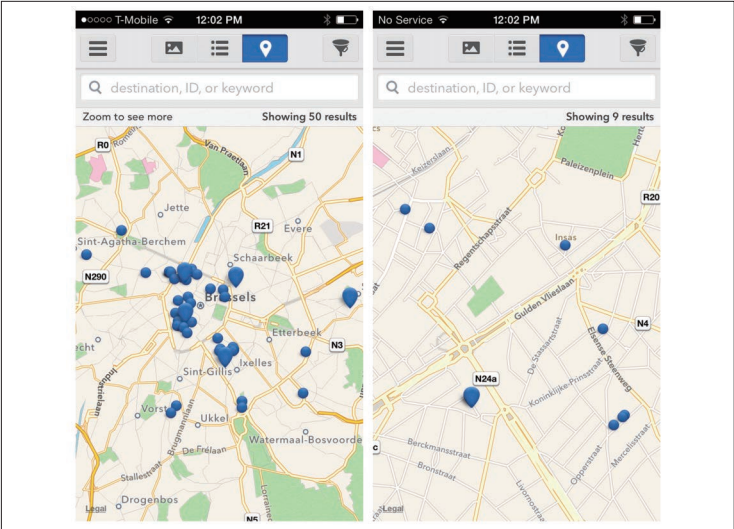 T-Mobile 12:02 PM
destination, ID, or keyword
Zoom to see more Showing 50 results
R0
Van Praetlaan
N1
Jette
R21
Evere
Sint-Agatha-Berchem
Schaarbeek
N290
Brussels
Etterbeek
N3
Industrielaan
Ixelles
Sint-Gillis
Vorst
Brugmannlaan
Ukkel
Watermaal-Bosvoorde
De Frélaan
Stallestraat
Drogenbos
Legal
N5
No Service 12:02 PM
destination, ID, or keyword
Showing 9 results
Keizerslaan
Paleizenplein
R20
Regentschapsstraat
Insas
Gulden Vlieslaan
N4
De Stassartstraat
Elsense Steenweg
N24a
Koninklijke-Prinsstraat
Berckmansstraat
Bronstraat
Opperstraat
Mercelisstraat
Livornostraat
Legal